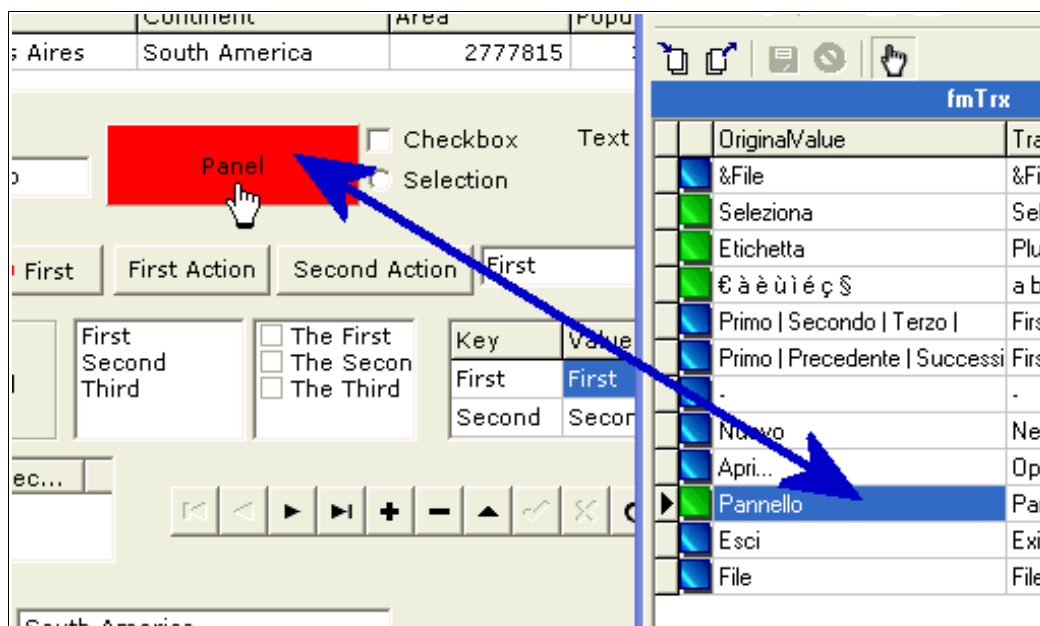 Continent Area Popu
s Aires South America 2777815
Panel
Checkbox Text
Selection
First First Action Second Action First
First
Second
Third
The First
The Secon
The Third
Key Value
First First
Second Secor
ec...
South America
fmTrx
OriginalValue Tra
&File &Fi
Seleziona Sel
Etichetta Plu
€ à è ù ì é ç § a b
Primo | Secondo | Terzo | Firs
Primo | Precedente | Successi Firs
- -
Nuovo Ne
Apri... Op
Pannello Pa
Esci Exi
File File